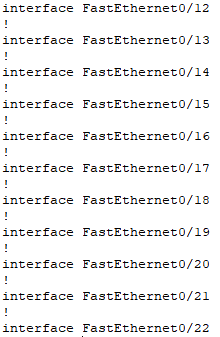 interface FastEthernet0/12
!
interface FastEthernet0/13
!
interface FastEthernet0/14
!
interface FastEthernet0/15
!
interface FastEthernet0/16
!
interface FastEthernet0/17
!
interface FastEthernet0/18
!
interface FastEthernet0/19
!
interface FastEthernet0/20
!
interface FastEthernet0/21
!
interface FastEthernet0/22